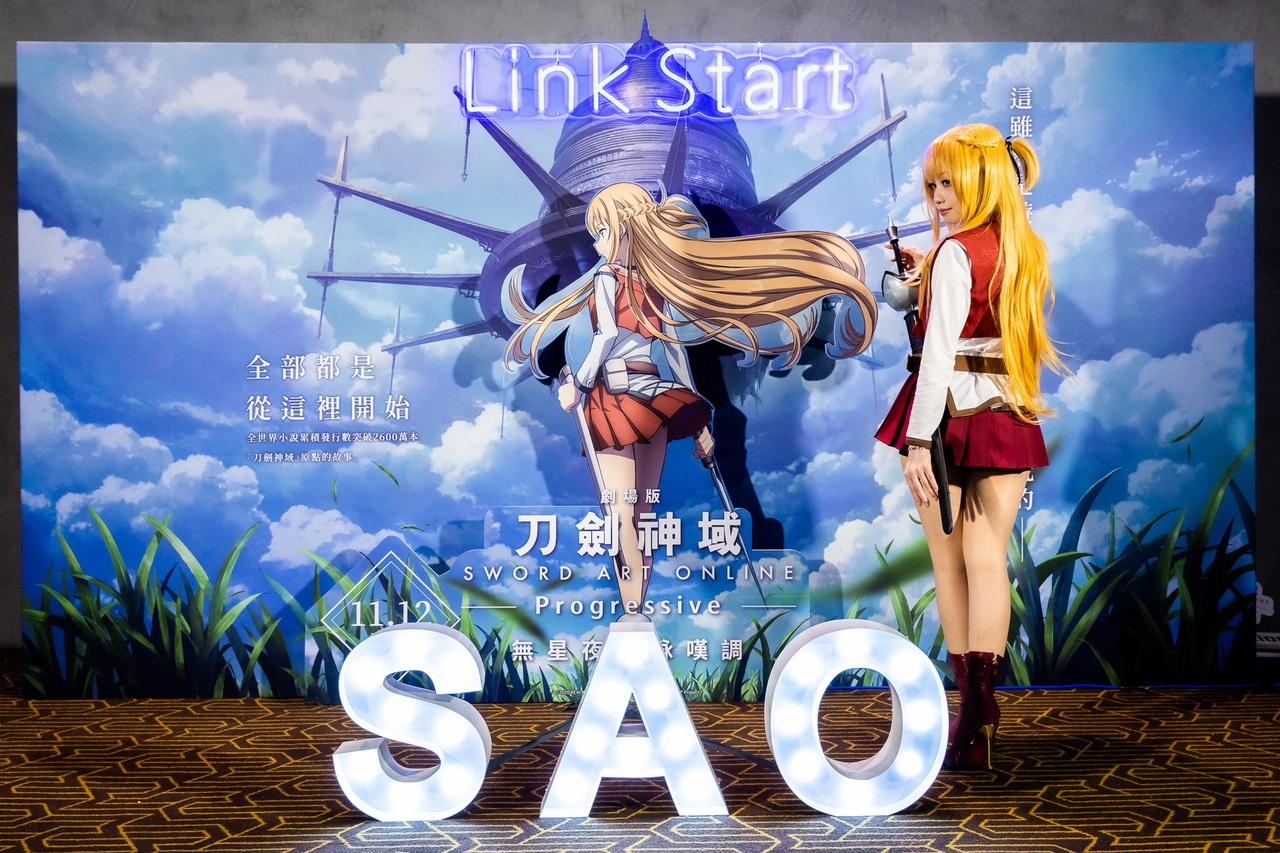 Link Start
這雖
全部都是
從這裡開始
全世界小說累積發行數突破2600萬本
『刀劍神域』原點的故事
劇場版
刀劍神域
SWORD ART ONLINE
Progressive
11.12
無星夜 詠嘆調
的
SAO